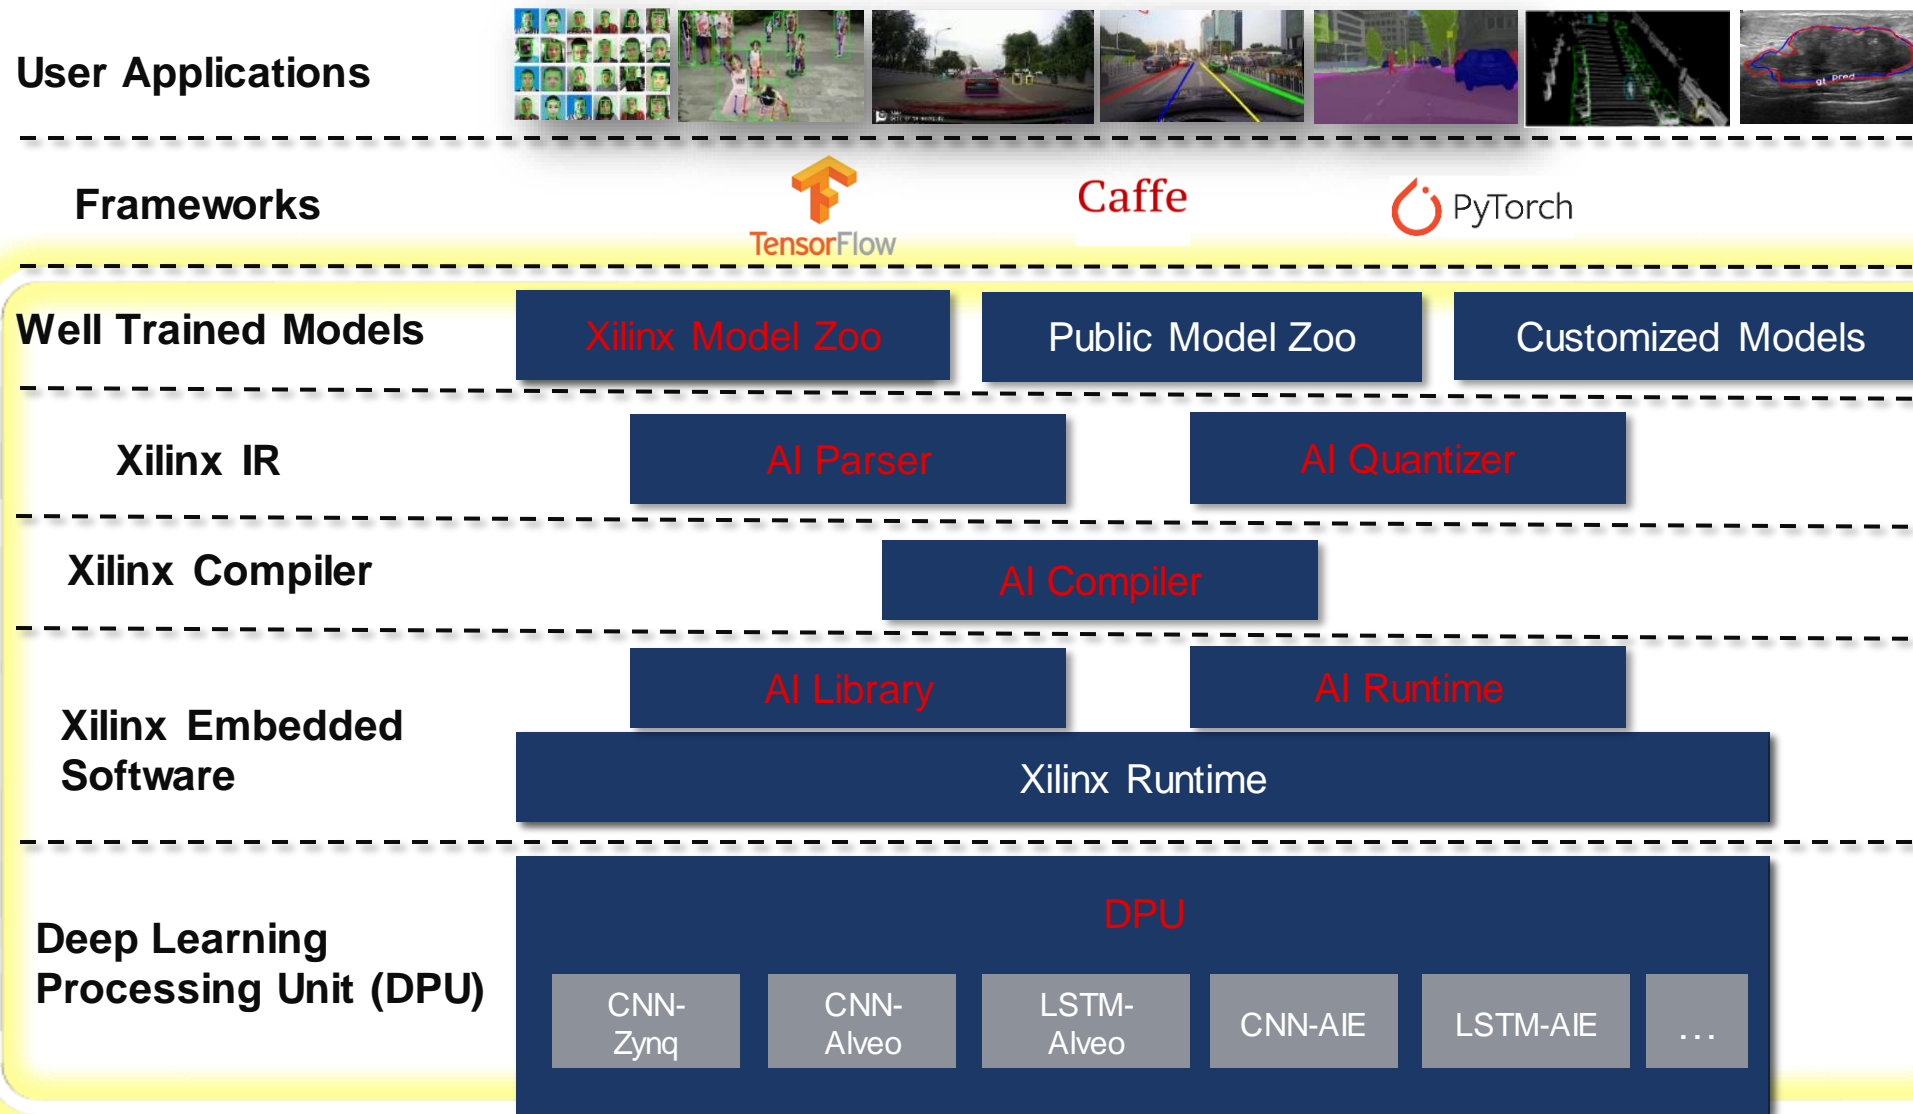 User Applications
gt Pred
Frameworks
TensorFlow
Caffe
PyTorch
Well Trained Models
Xilinx Model Zoo
Public Model Zoo
Customized Models
Xilinx IR
AI Parser
AI Quantizer
Xilinx Compiler
AI Compiler
Xilinx Embedded
Software
AI Library
AI Runtime
Xilinx Runtime
Deep Learning
Processing Unit (DPU)
DPU
CNN-
Zynq
CNN-
Alveo
LSTM-
Alveo
CNN-AIE
LSTM-AIE
...